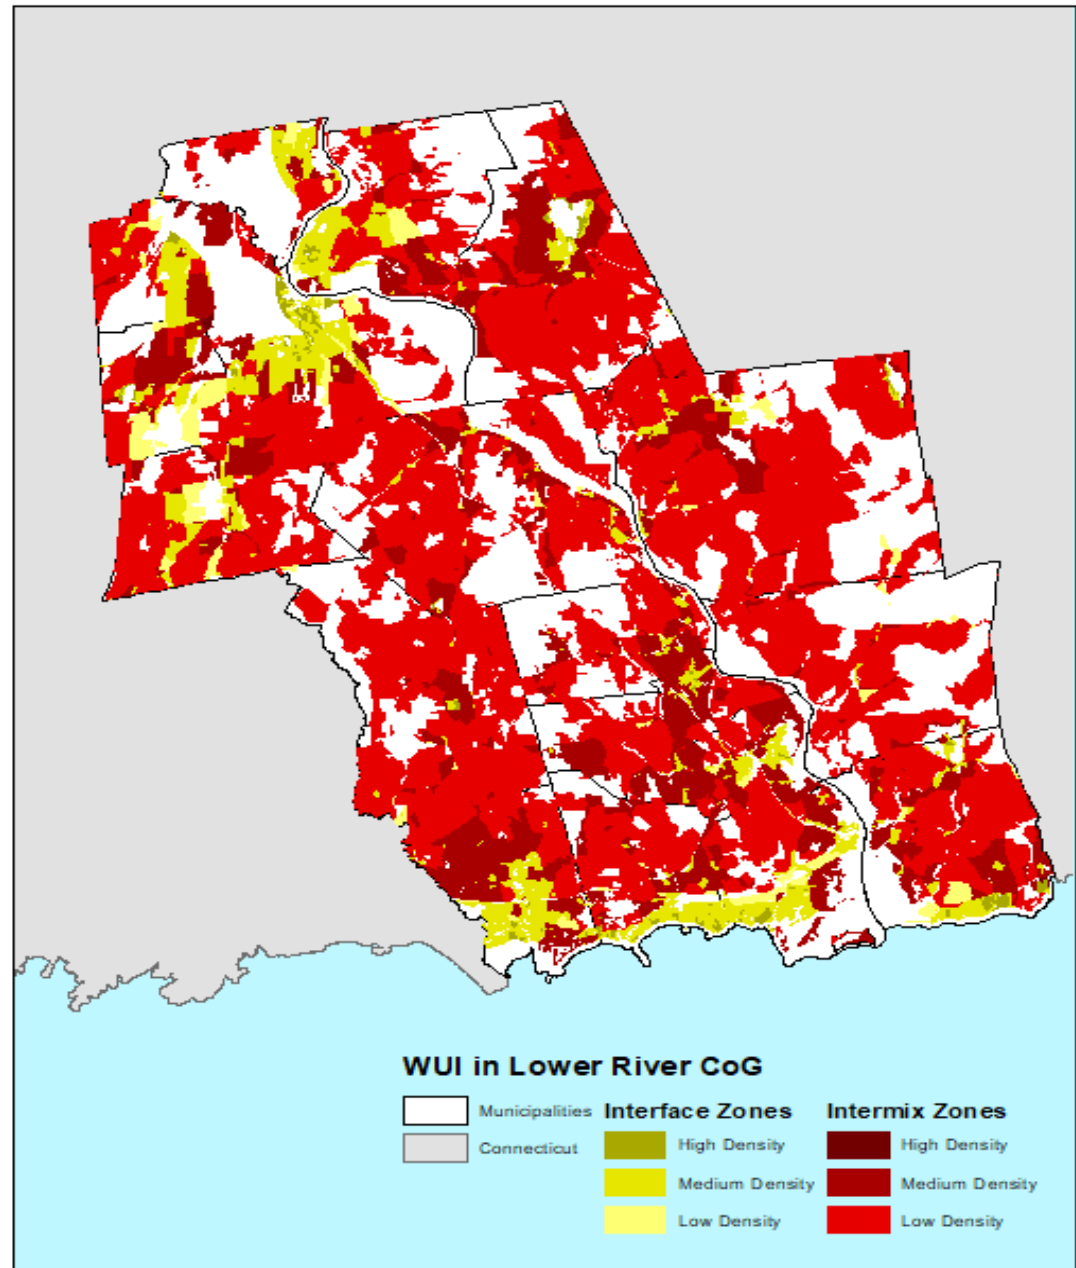 WUI in Lower River CoG
Municipalities
Connecticut
Interface Zones
High Density
Medium Density
Low Density
Intermix Zones
High Density
Medium Density
Low Density